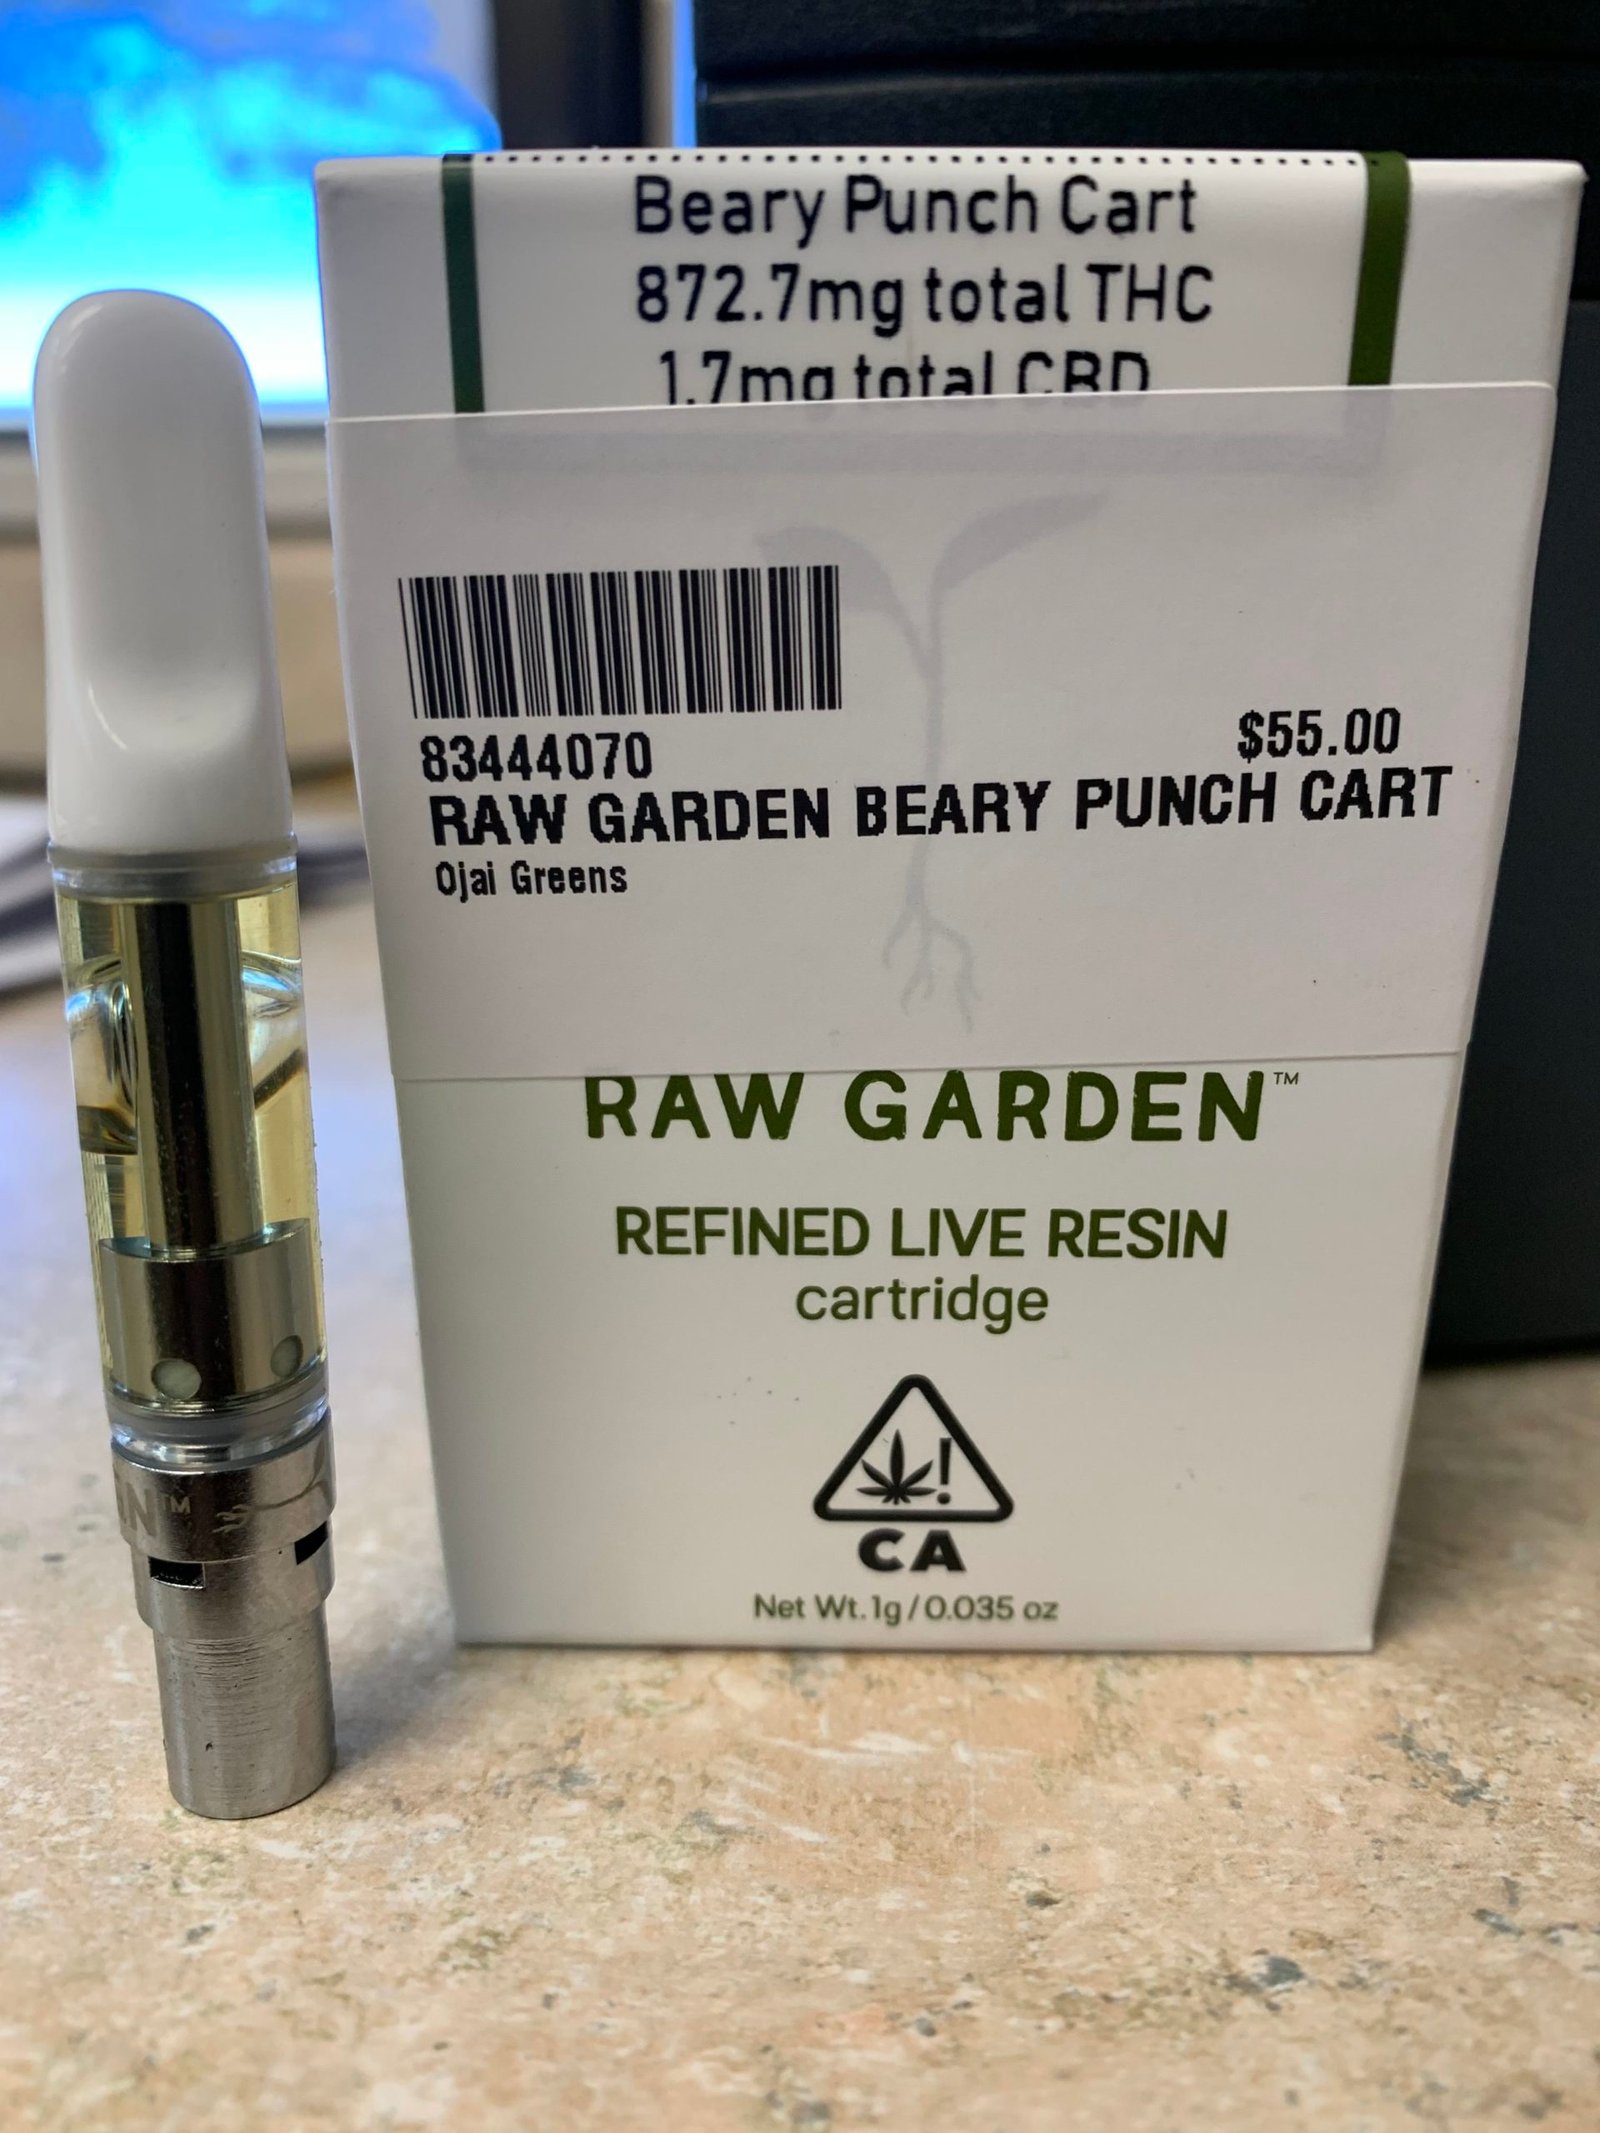 Beary Punch Cart
872.7mg total THC
1.7mg total CBD
83444070
$55.00
RAW GARDEN BEARY PUNCH CART
Ojai Greens
RAW GARDEN™
REFINED LIVE RESIN
cartridge
CA
Net Wt. 1g / 0.035 oz